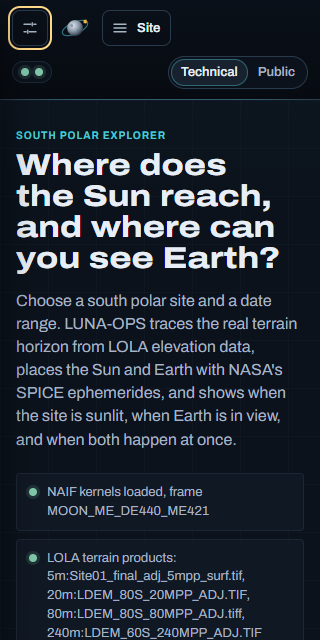 Site
Technical
Public
SOUTH POLAR EXPLORER
Where does
the Sun reach,
and where can
you see Earth?
Choose a south polar site and a date
range. LUNA-OPS traces the real terrain
horizon from LOLA elevation data,
places the Sun and Earth with NASA's
SPICE ephemerides, and shows when
the site is sunlit, when Earth is in view,
and when both happen at once.
NAIF kernels loaded, frame
MOON_ME_DE440_ME421
LOLA terrain products:
5m:Site01_final_adj_5mpp_surf.tif,
20m:LDEM_80S_20MPP_ADJ.TIF,
80m:LDEM_80S_80MPP_ADJ.tiff,
240m:LDEM_60S_240MPP_ADJ.TIF